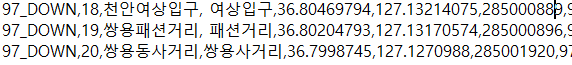 97_DOWN,18,천안여상입구, 여상입구,36.80469794,127.13214075,285000889,9
97_DOWN,19,쌍용패션거리, 패션거리,36.80204793,127.13170574,285000896,9
97_DOWN,20,쌍용동사거리, 쌍용사거리,36.7998745,127.1270988,285001920,97